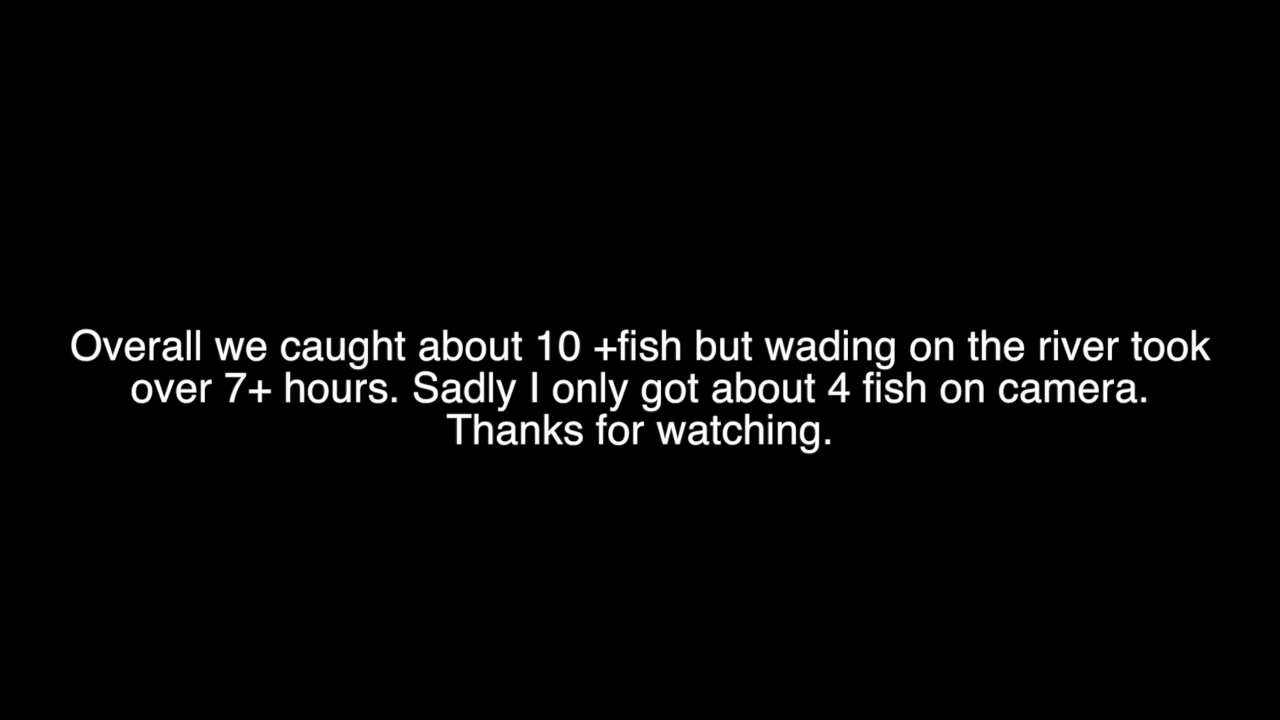 Overall we caught about 10 +fish but wading on the river took
over 7+ hours. Sadly I only got about 4 fish on camera.
Thanks for watching.